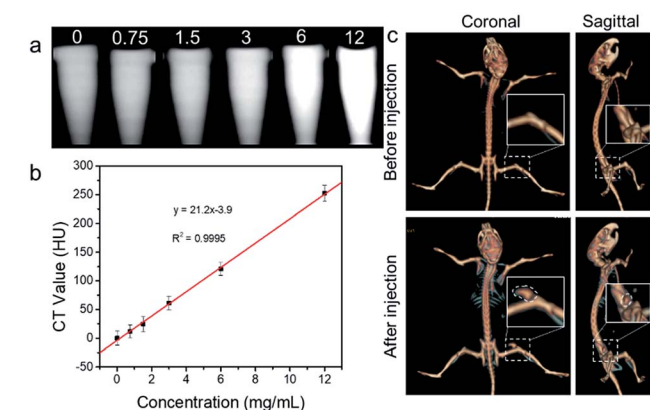 a
0 0.75 1.5 3 6 12
b
300
250
200
150
100
50
0
-50
CT Value (HU)
y = 21.2x-3.9
R² = 0.9995
0 2 4 6 8 10 12
Concentration (mg/mL)
c
Coronal Sagittal
Before injection
After injection